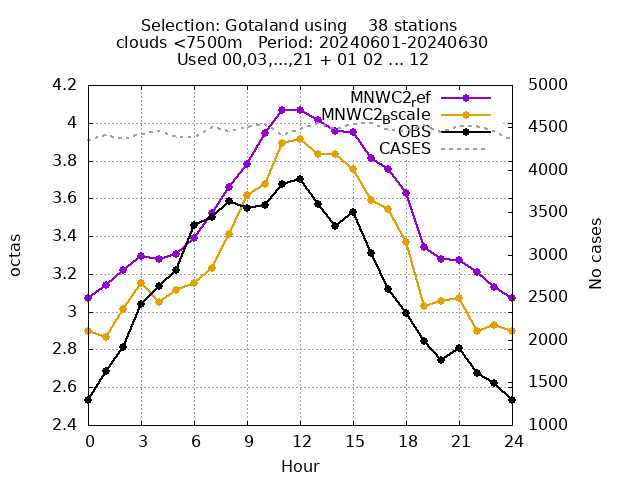 Selection: Gotaland using    38 stations
clouds <7500m   Period: 20240601-20240630
Used 00,03,...,21 + 01 02 ... 12
4.2
4
3.8
3.6
3.4
3.2
3
2.8
2.6
2.4
5000
4500
4000
3500
3000
2500
2000
1500
1000
MNWC2ref
MNWC2Bscale
OBS
CASES
octas
No cases
0 3 6 9 12 15 18 21 24
Hour